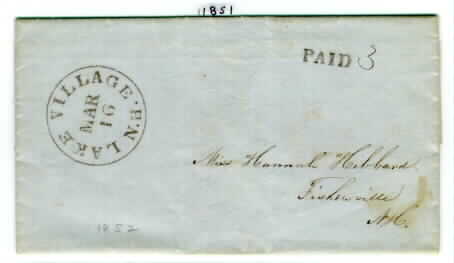 1851
PAID 3
LAKE VILLAGE. N.H
MAR
16
Miss Hannah Hibbard
Fisherville
N.H.
1852